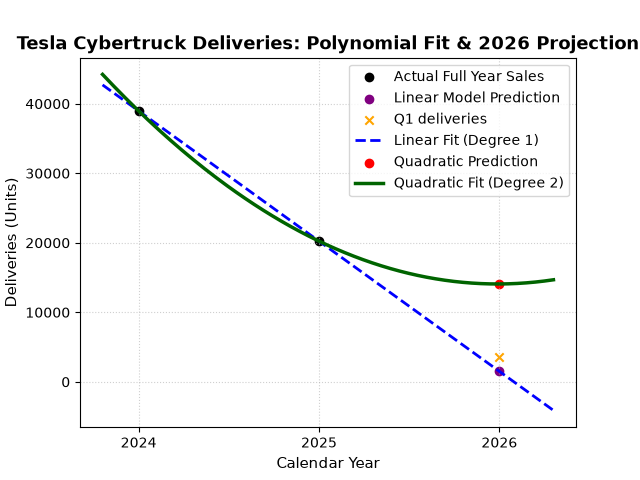 Tesla Cybertruck Deliveries: Polynomial Fit & 2026 Projection
Actual Full Year Sales
Linear Model Prediction
Q1 deliveries
Linear Fit (Degree 1)
Quadratic Prediction
Quadratic Fit (Degree 2)
Deliveries (Units)
40000
30000
20000
10000
0
2024
2025
2026
Calendar Year